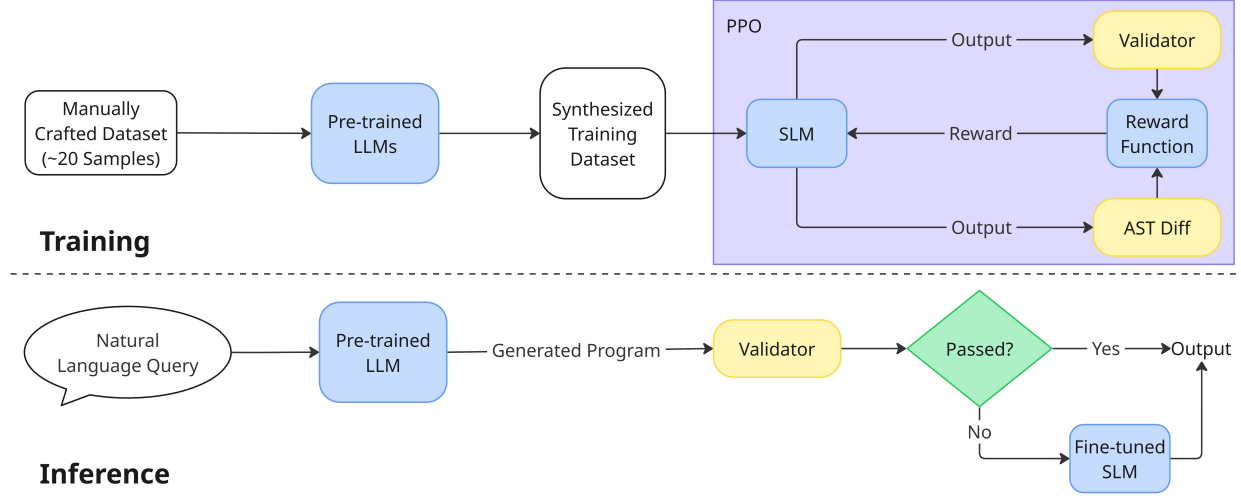 PPO
Output
Validator
Manually
Crafted Dataset
(~20 Samples)
Pre-trained
LLMs
Synthesized
Training
Dataset
SLM
Reward
Reward
Function
Output
AST Diff
Training
Natural
Language Query
Pre-trained
LLM
Generated Program
Validator
Passed?
Yes
Output
No
Fine-tuned
SLM
Inference